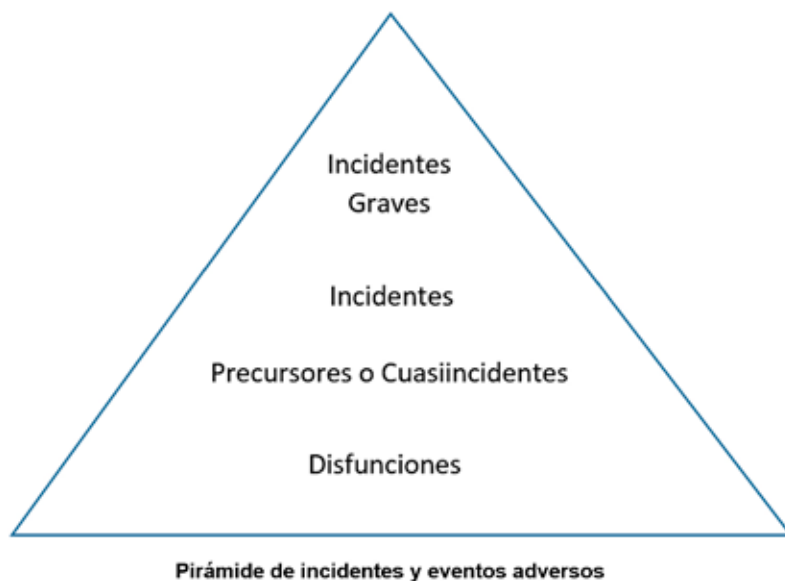 Incidentes
Graves
Incidentes
Precursores o Cuasiincidentes
Disfunciones
Pirámide de incidentes y eventos adversos